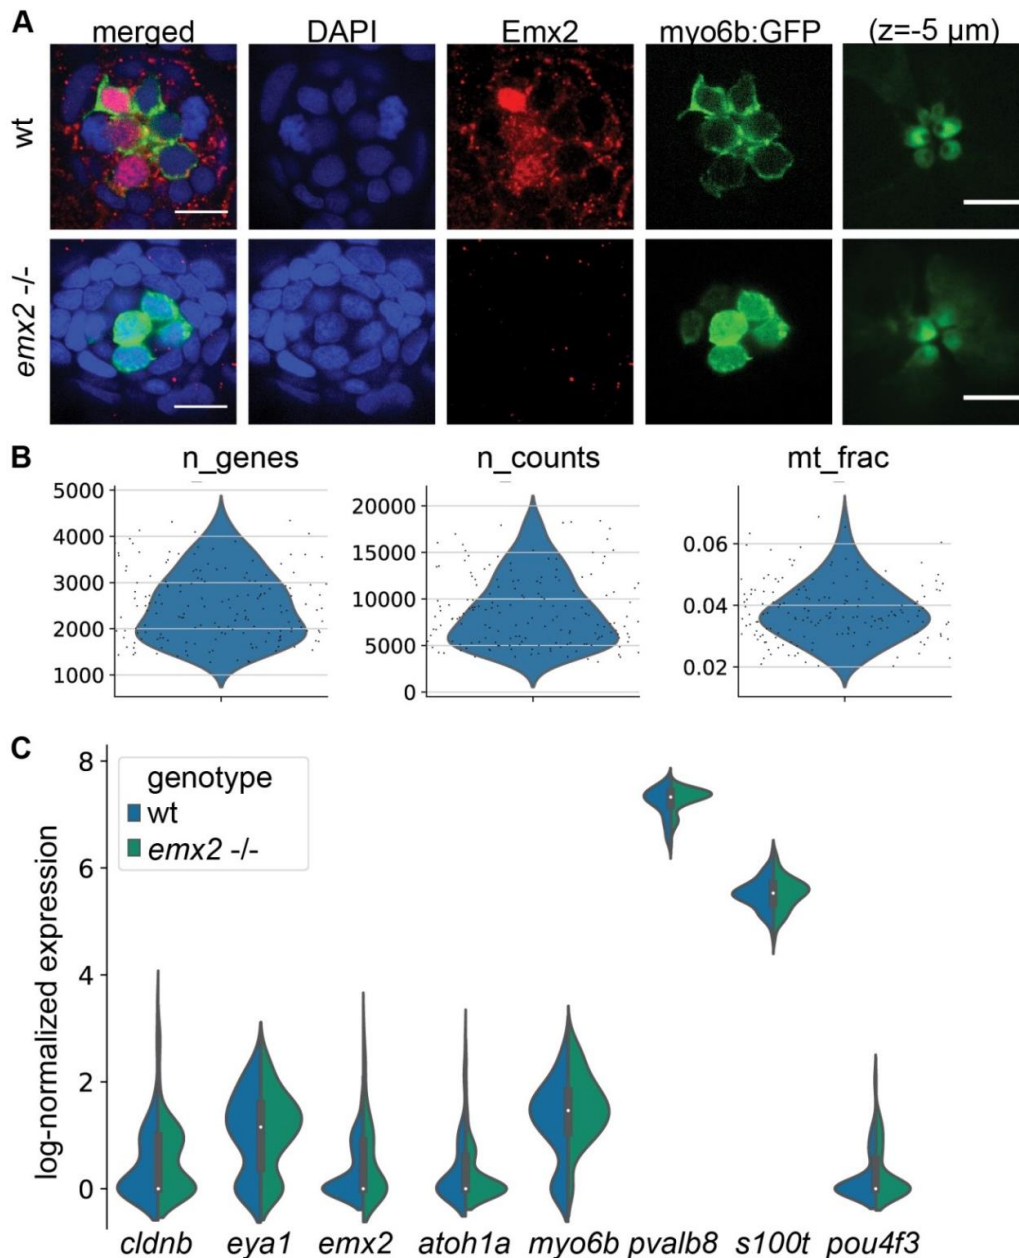 A
merged DAPI Emx2 myo6b:GFP (z=-5 µm)
wt
emx2 -/-
B
n_genes n_counts mt_frac
5000
4000
3000
2000
1000
20000
15000
10000
5000
0
0.06
0.04
0.02
C
8
6
4
2
0
log-normalized expression
genotype
wt
emx2 -/-
cldnb eya1 emx2 atoh1a myo6b pvalb8 s100t pou4f3